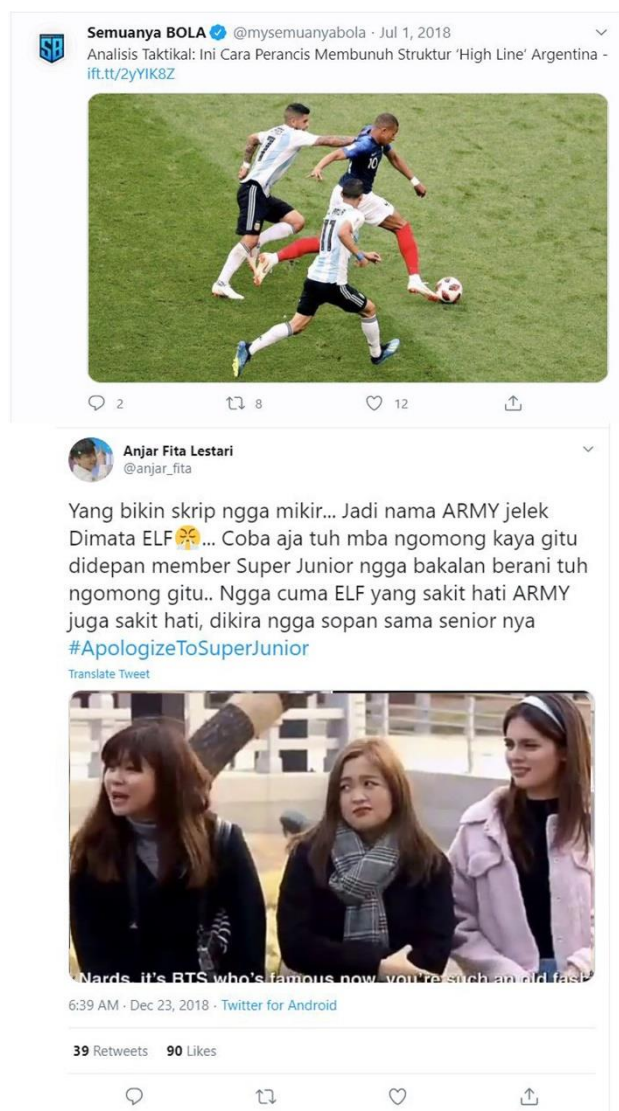 Semuanya BOLA @mysemuanyabola · Jul 1, 2018
Analisis Taktikal: Ini Cara Perancis Membunuh Struktur ‘High Line’ Argentina -
ift.tt/2yYIK8Z
10
11
2 8 12
Anjar Fita Lestari
@anjar_fita
Yang bikin skrip ngga mikir... Jadi nama ARMY jelek
Dimata ELF😤... Coba aja tuh mba ngomong kaya gitu
didepan member Super Junior ngga bakalan berani tuh
ngomong gitu.. Ngga cuma ELF yang sakit hati ARMY
juga sakit hati, dikira ngga sopan sama senior nya
#ApologizeToSuperJunior
Translate Tweet
Nards, it's BTS who's famous now, you're such an old fash
6:39 AM · Dec 23, 2018 · Twitter for Android
39 Retweets 90 Likes